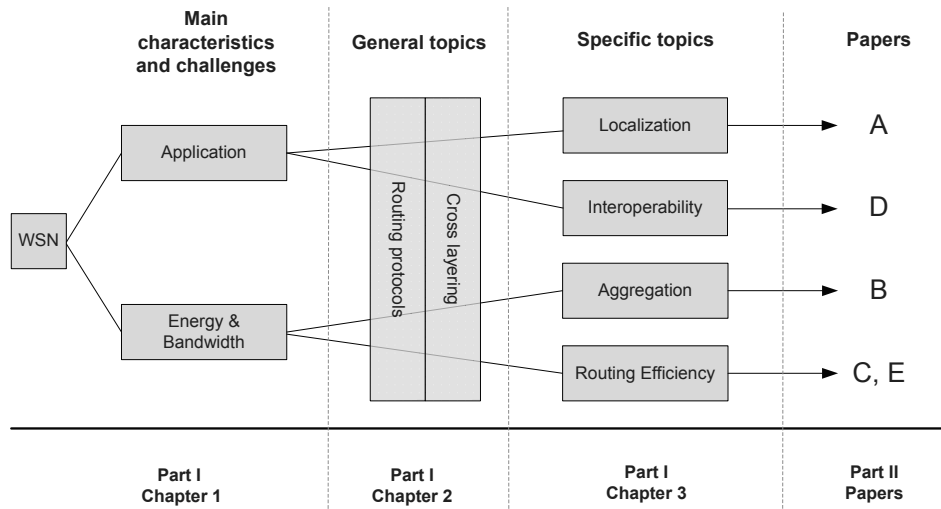 Main
characteristics
and challenges
General topics
Specific topics
Papers
WSN
Application
Energy &
Bandwidth
Routing protocols
Cross layering
Localization
Interoperability
Aggregation
Routing Efficiency
A
D
B
C, E
Part I
Chapter 1
Part I
Chapter 2
Part I
Chapter 3
Part II
Papers